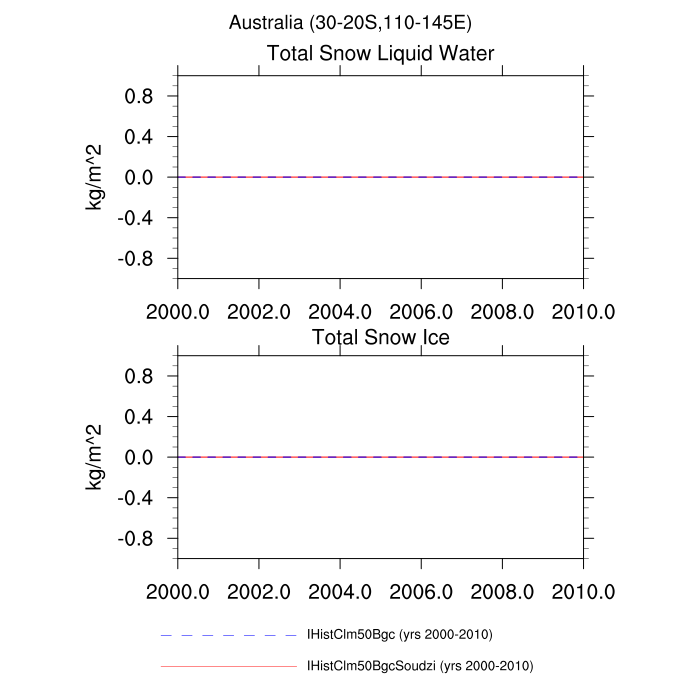 Australia (30-20S,110-145E)
Total Snow Liquid Water
0.8
0.4
0.0
-0.4
-0.8
kg/m^2
2000.0 2002.0 2004.0 2006.0 2008.0 2010.0
Total Snow Ice
0.8
0.4
0.0
-0.4
-0.8
kg/m^2
2000.0 2002.0 2004.0 2006.0 2008.0 2010.0
IHistClm50Bgc (yrs 2000-2010)
IHistClm50BgcSoudzi (yrs 2000-2010)